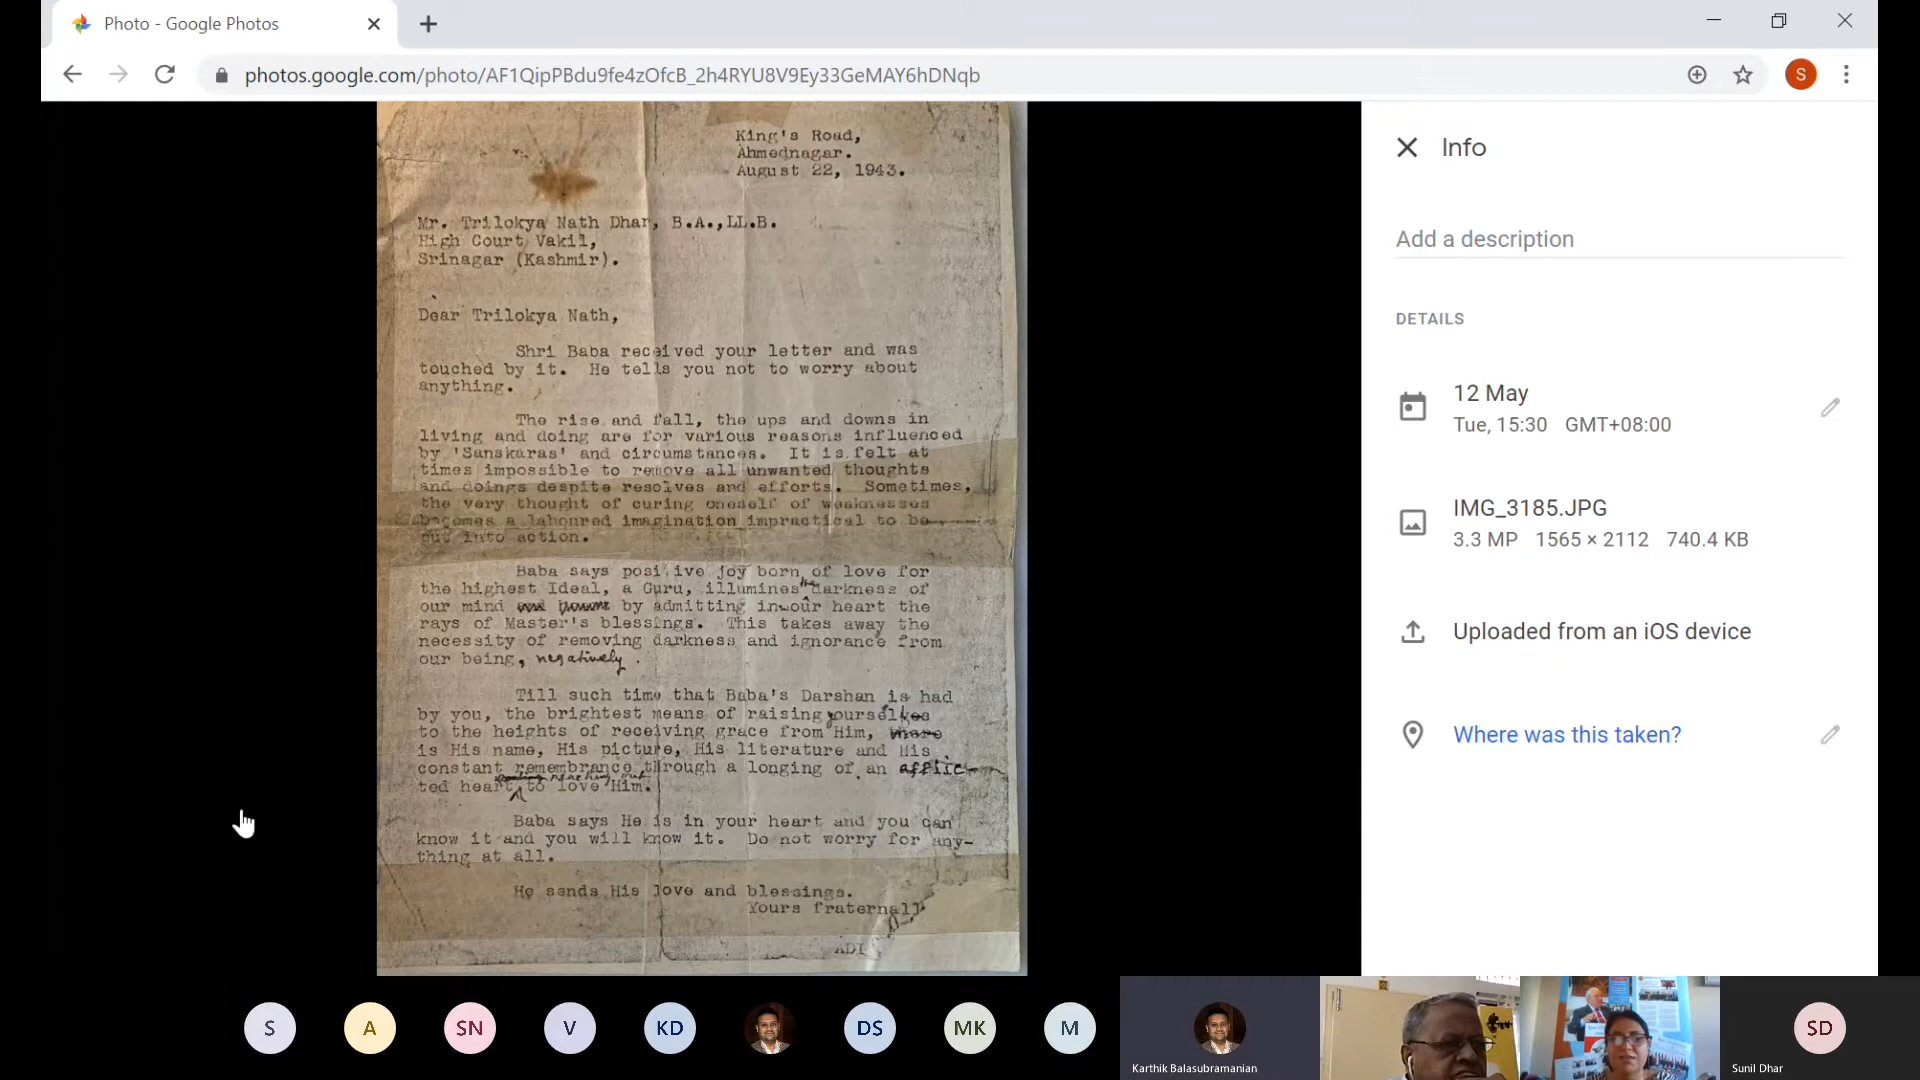 Photo - Google Photos
photos.google.com/photo/AF1QipPBdu9fe4zOfcB_2h4RYU8V9Ey33GeMAY6hDNqb
S
King's Road,
Ahmednagar.
August 22, 1943.
Mr. Trilokya Nath Dhar, B.A.,LL.B.
High Court Vakil,
Srinagar (Kashmir).
Dear Trilokya Nath,
Shri Baba received your letter and was
touched by it. He tells you not to worry about
anything.
The rise and fall, the ups and downs in
living and doing are for various reasons influenced
by 'Sanskaras' and circumstances. It is felt at
times impossible to remove all unwanted thoughts
and doings despite resolves and efforts. Sometimes,
the very thought of curing oneself of weaknesses
becomes a laboured imagination impractical to be
put into action.
Baba says positive joy born of love for
the highest Ideal, a Guru, illumines the darkness of
our mind by admitting in our heart the
rays of Master's blessings. This takes away the
necessity of removing darkness and ignorance from
our being, negatively.
Till such time that Baba's Darshan is had
by you, the brightest means of raising yourself
to the heights of receiving grace from Him,
is His name, His picture, His literature and His
constant remembrance through a longing of an afflic-
ted heart reaching out to love Him.
Baba says He is in your heart and you can
know it and you will know it. Do not worry for any-
thing at all.
He sends His love and blessings.
Yours fraternally
ADI
Info
Add a description
DETAILS
12 May
Tue, 15:30 GMT+08:00
IMG_3185.JPG
3.3 MP 1565 × 2112 740.4 KB
Uploaded from an iOS device
Where was this taken?
S
A
SN
V
KD
DS
MK
M
Karthik Balasubramanian
SD
Sunil Dhar